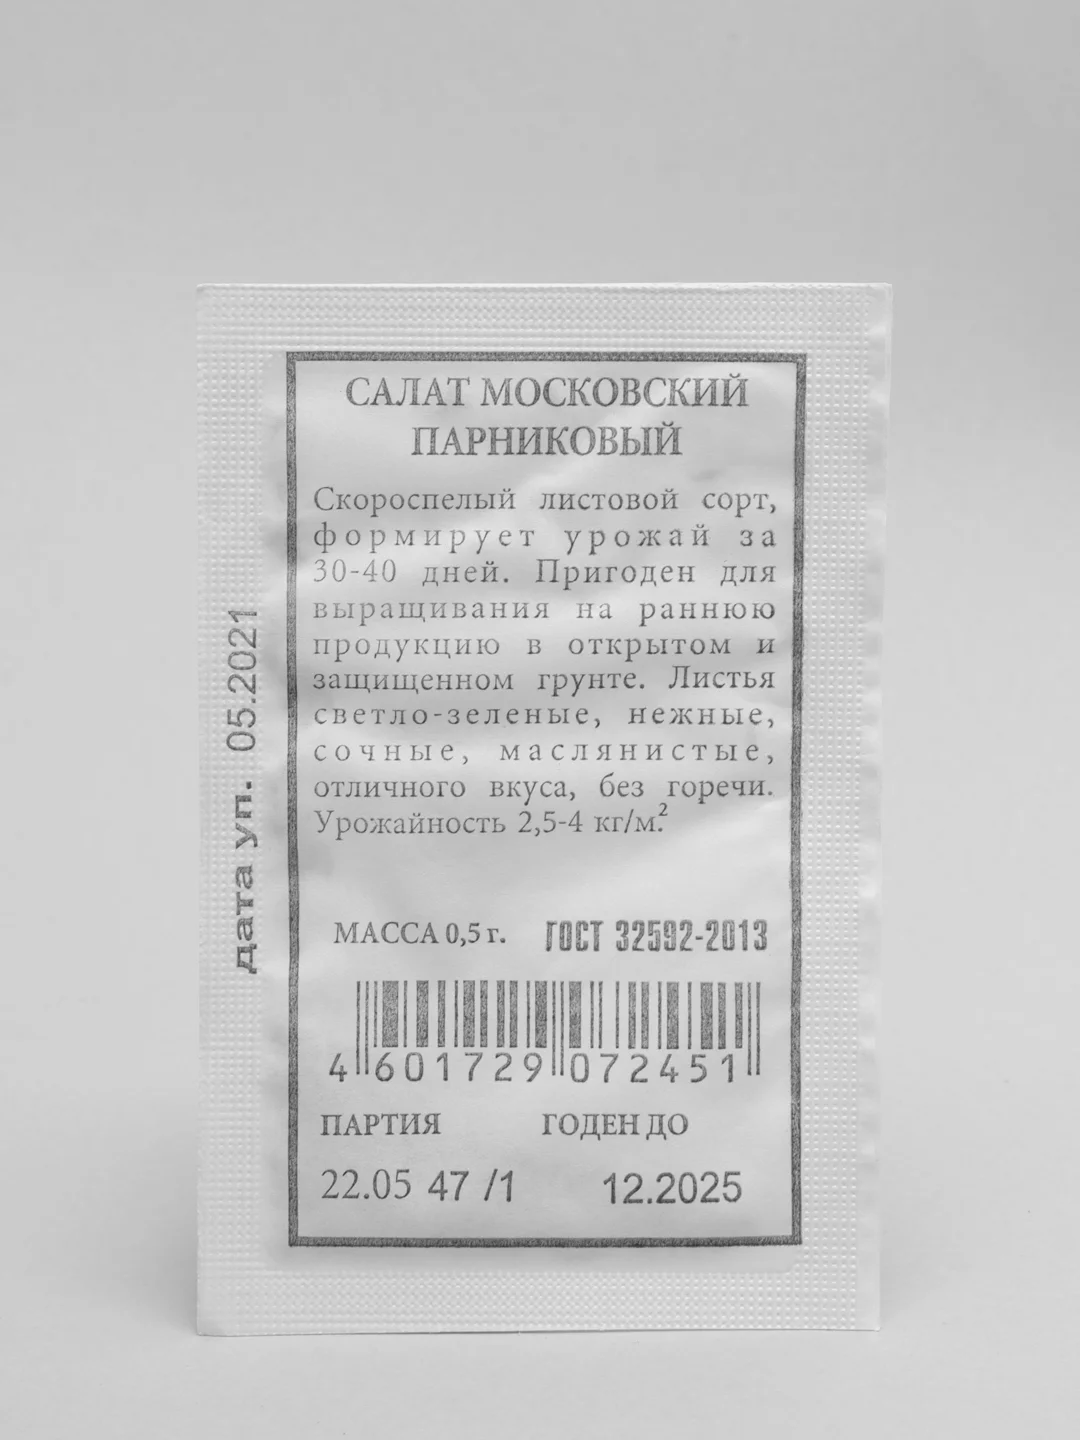 САЛАТ МОСКОВСКИЙ
ПАРНИКОВЫЙ
Скороспелый листовой сорт,
формирует урожай за
30-40 дней. Пригоден для
выращивания на раннюю
продукцию в открытом и
защищенном грунте. Листья
светло-зеленые, нежные,
сочные, маслянистые,
отличного вкуса, без горечи.
Урожайность 2,5-4 кг/м².
МАССА 0,5 г. ГОСТ 32592-2013
4 601729 072451
ПАРТИЯ ГОДЕН ДО
22.05 47 /1 12.2025
дата уп. 05.2021